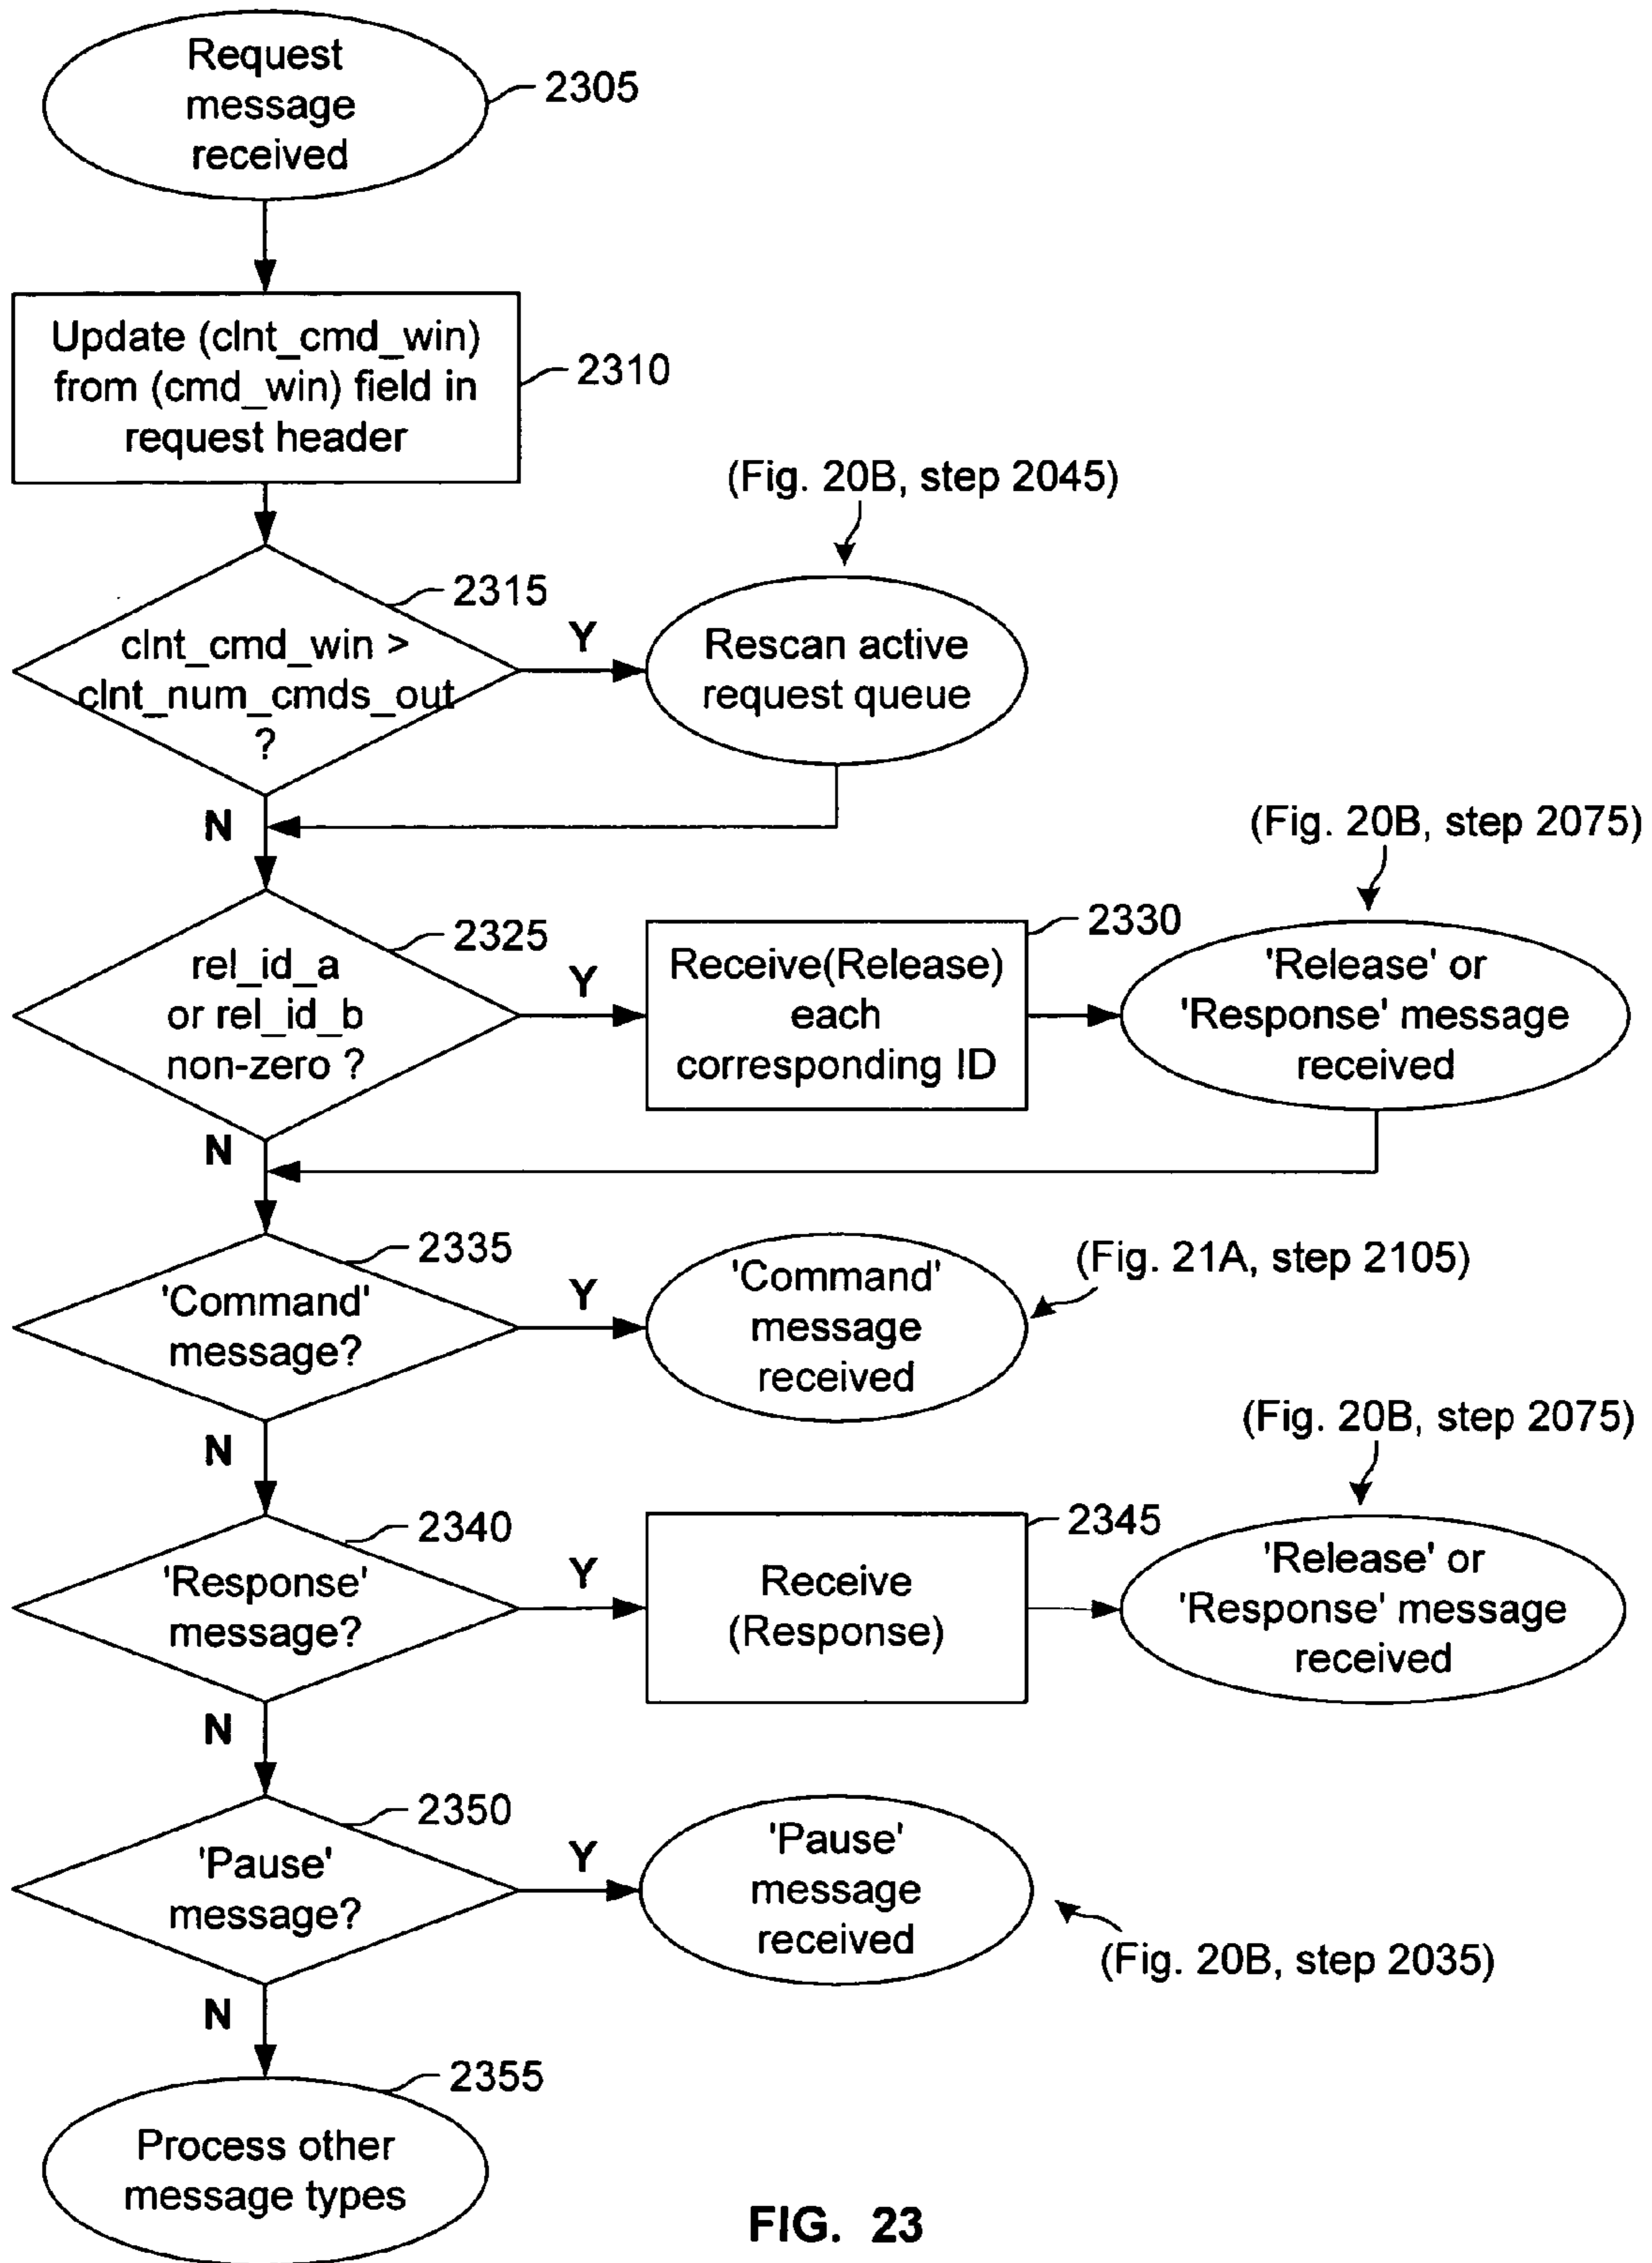 Request
message
received
2305
Update (clnt_cmd_win)
from (cmd_win) field in
request header
2310
(Fig. 20B, step 2045)
2315
clnt_cmd_win >
clnt_num_cmds_out
?
Y
Rescan active
request queue
N
(Fig. 20B, step 2075)
2325
rel_id_a
or rel_id_b
non-zero ?
Y
2330
Receive(Release)
each
corresponding ID
'Release' or
'Response' message
received
N
2335
'Command'
message?
Y
'Command'
message
received
(Fig. 21A, step 2105)
N
(Fig. 20B, step 2075)
2340
'Response'
message?
Y
2345
Receive
(Response)
'Release' or
'Response' message
received
N
2350
'Pause'
message?
Y
'Pause'
message
received
(Fig. 20B, step 2035)
N
2355
Process other
message types
FIG. 23